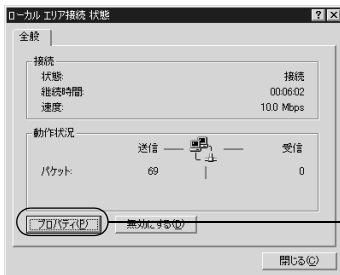 ローカル エリア接続 状態
全般
接続
状態: 接続
継続時間: 00:06:02
速度: 10.0 Mbps
動作状況
送信 受信
パケット: 69 0
プロパティ(P) 無効にする(D)
閉じる(C)